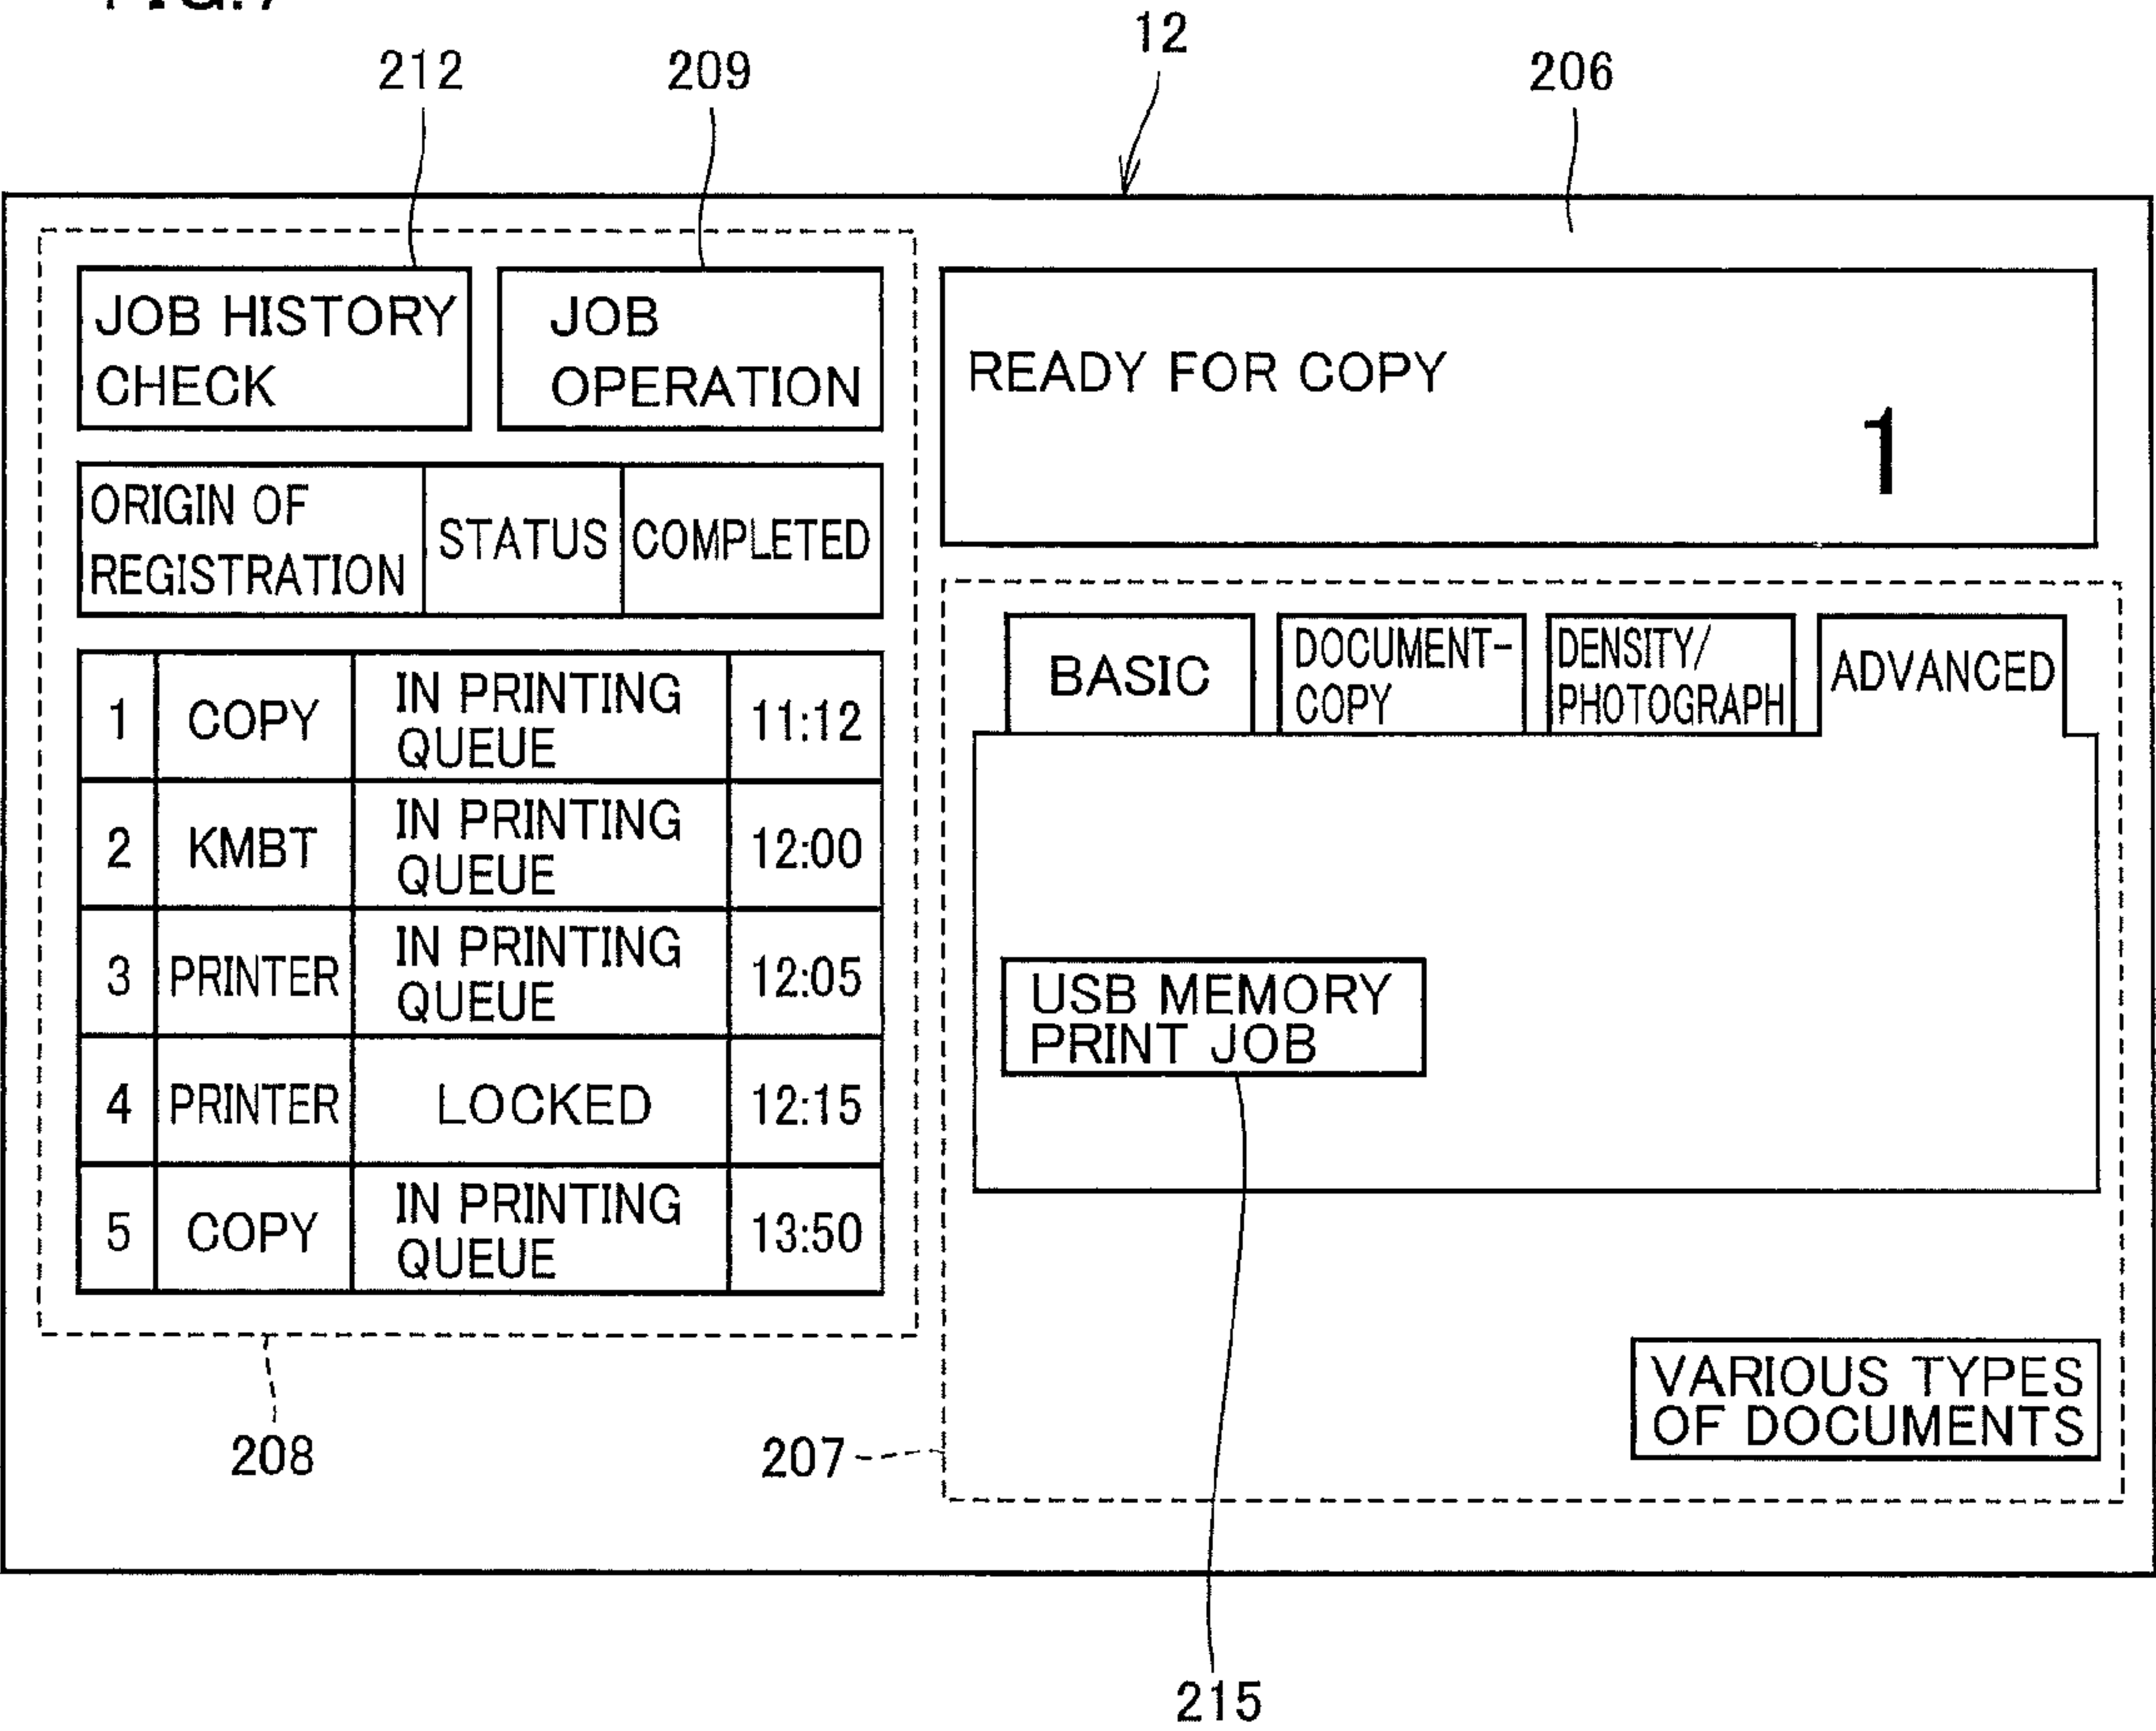 12
212
209
206
JOB HISTORY
CHECK
JOB
OPERATION
ORIGIN OF
REGISTRATION
STATUS
COMPLETED
1 COPY IN PRINTING QUEUE 11:12
2 KMBT IN PRINTING QUEUE 12:00
3 PRINTER IN PRINTING QUEUE 12:05
4 PRINTER LOCKED 12:15
5 COPY IN PRINTING QUEUE 13:50
208
READY FOR COPY
1
BASIC
DOCUMENT-
COPY
DENSITY/
PHOTOGRAPH
ADVANCED
USB MEMORY
PRINT JOB
VARIOUS TYPES
OF DOCUMENTS
207
215